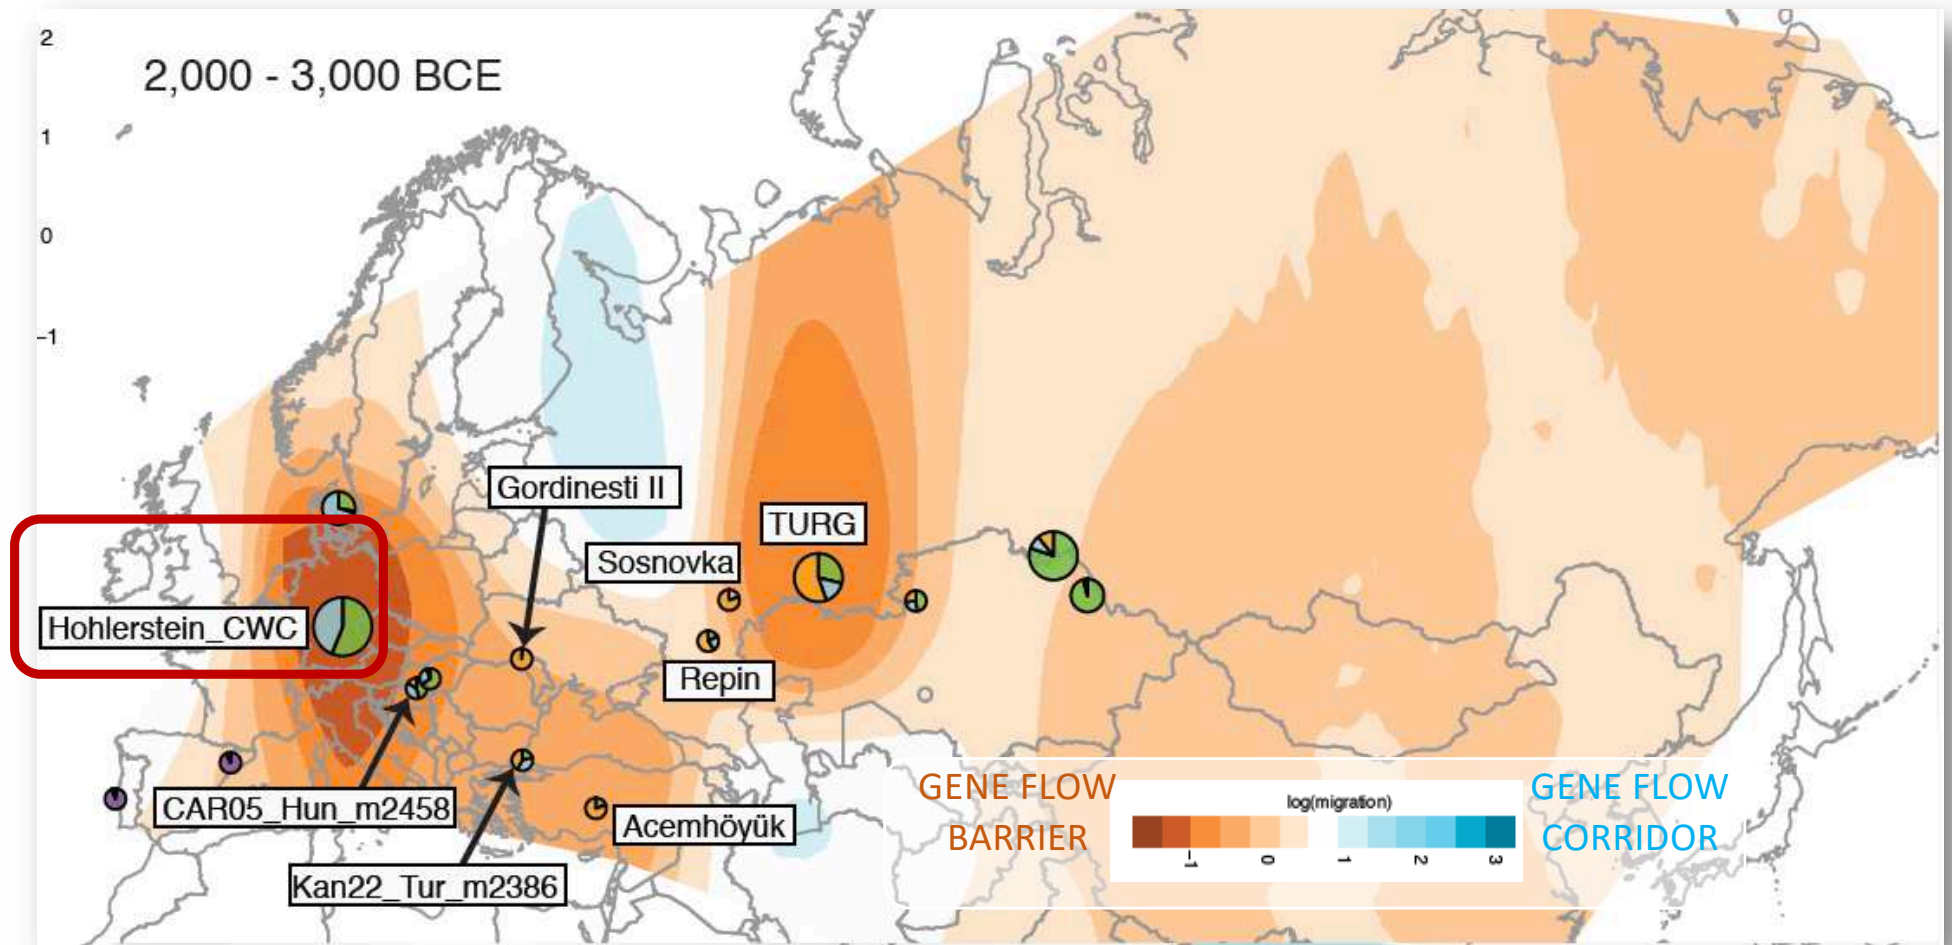 2
1
0
−1
2,000 - 3,000 BCE
Gordinesti II
TURG
Sosnovka
Hohlerstein_CWC
Repin
CAR05_Hun_m2458
Acemhöyük
Kan22_Tur_m2386
GENE FLOW
BARRIER
log(migration)
−1
0
1
2
3
GENE FLOW
CORRIDOR